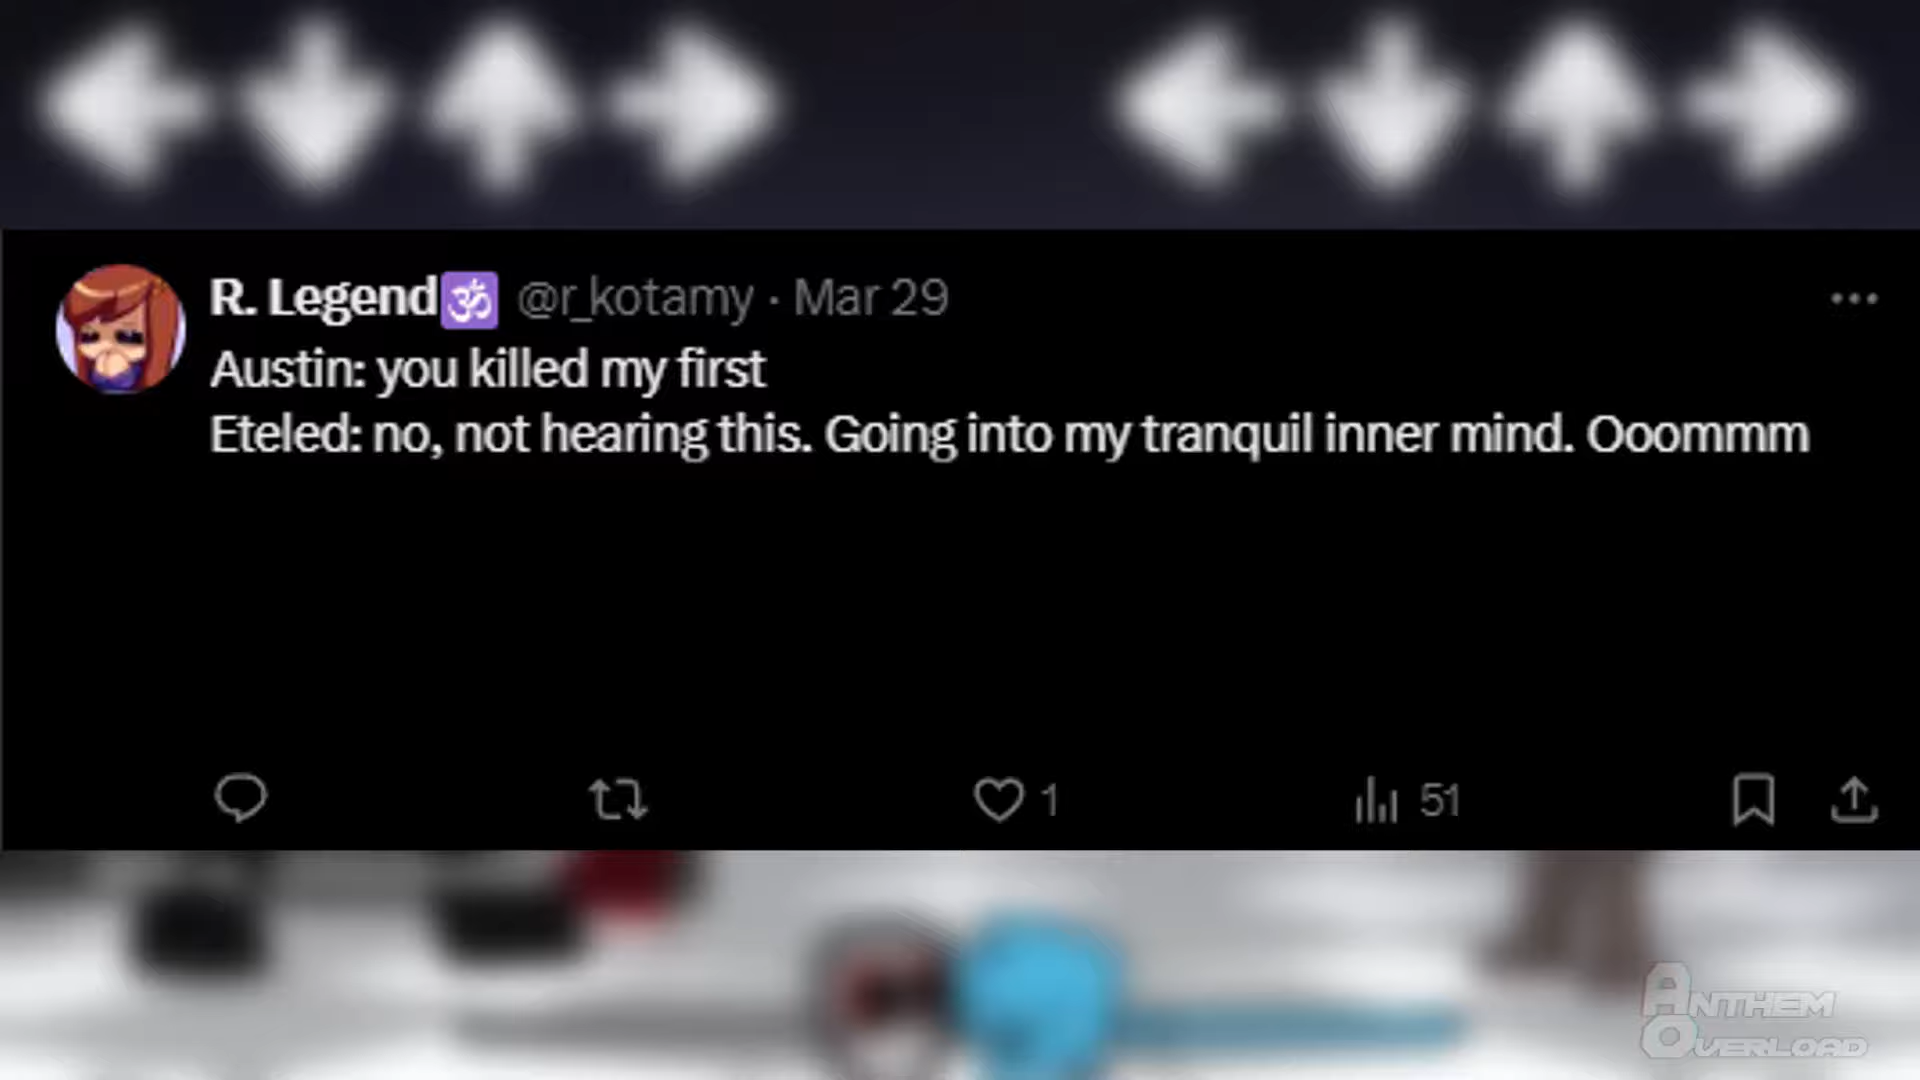 R. Legend🕉 @r_kotamy · Mar 29
Austin: you killed my first
Eteled: no, not hearing this. Going into my tranquil inner mind. Ooommm
1 51
ANTHEM
OVERLOAD